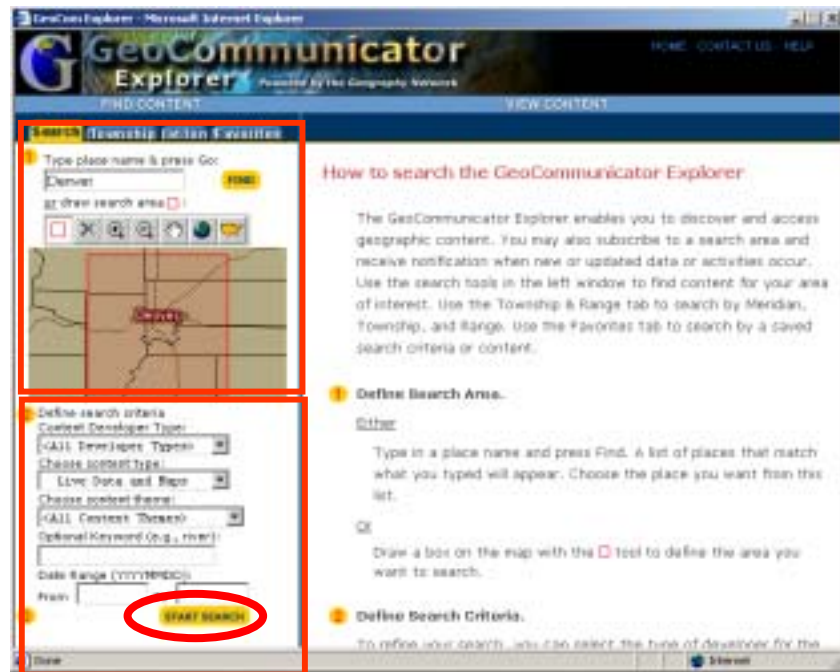 GeoCom Explorer - Microsoft Internet Explorer
GeoCommunicator
Explorer Powered by the Geography Network
HOME CONTACT US HELP
FIND CONTENT
VIEW CONTENT
Search Township Favorites
1 Type place name & press Go:
Denver FIND
or draw search area :
Denver
2 Define search criteria
Content Developer Type:
<All Developer Types>
Choose content type:
Live Data and Maps
Choose content theme:
<All Content Themes>
Optional Keyword (e.g., river):
Date Range (YYYYMMDD):
From
START SEARCH
How to search the GeoCommunicator Explorer
The GeoCommunicator Explorer enables you to discover and access
geographic content. You may also subscribe to a search area and
receive notification when new or updated data or activities occur.
Use the search tools in the left window to find content for your area
of interest. Use the Township & Range tab to search by Meridian,
Township, and Range. Use the Favorites tab to search by a saved
search criteria or content.
1 Define Search Area.
Either
Type in a place name and press Find. A list of places that match
what you typed will appear. Choose the place you want from this
list.
Or
Draw a box on the map with the tool to define the area you
want to search.
2 Define Search Criteria.
To refine your search, you can select the type of developer for the
Done
Internet